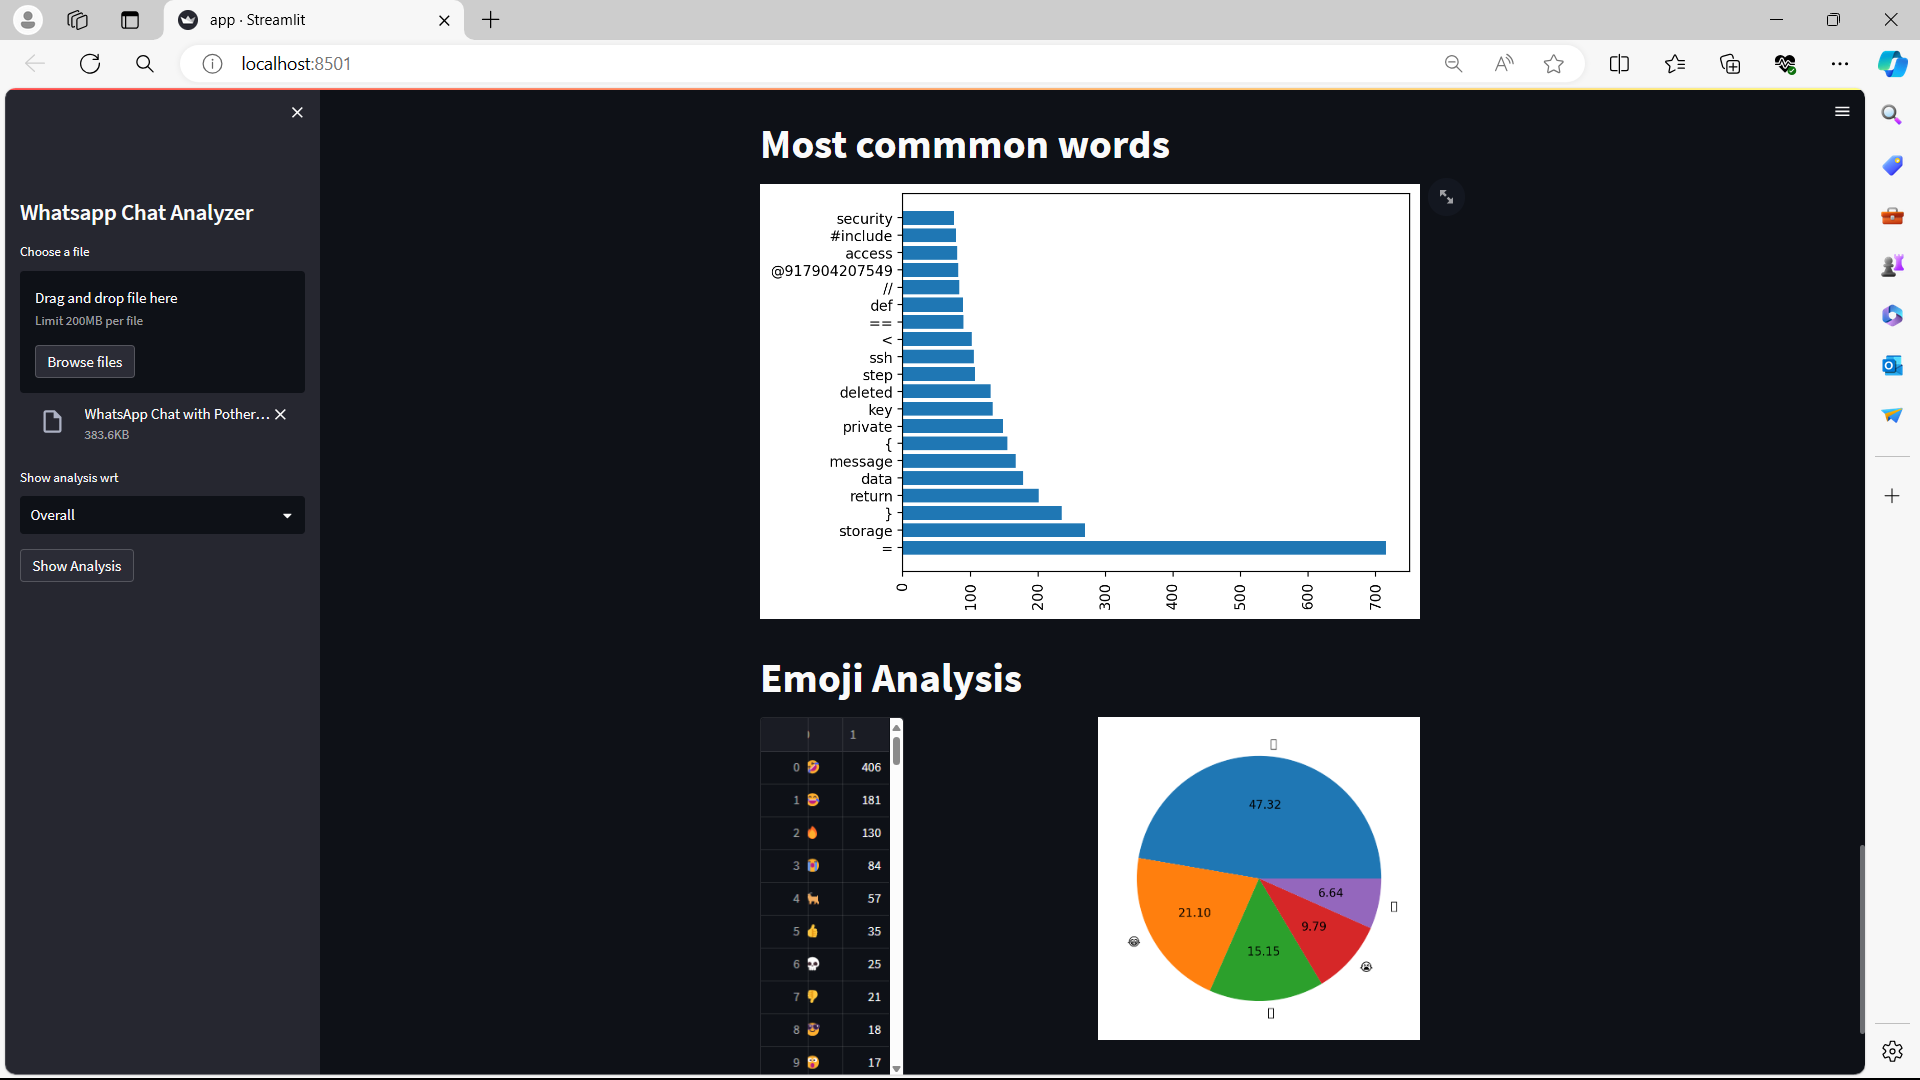 app · Streamlit
localhost:8501
Whatsapp Chat Analyzer
Choose a file
Drag and drop file here
Limit 200MB per file
Browse files
WhatsApp Chat with Pother...
383.6KB
Show analysis wrt
Overall
Show Analysis
Most commmon words
security
#include
access
@917904207549
//
def
==
<
ssh
step
deleted
key
private
{
message
data
return
}
storage
=
0 100 200 300 400 500 600 700
Emoji Analysis
1
0 🤣 406
1 😂 181
2 🔥 130
3 😭 84
4 🐐 57
5 👍 35
6 💀 25
7 👎 21
8 18
9 17
47.32
21.10
15.15
9.79
6.64